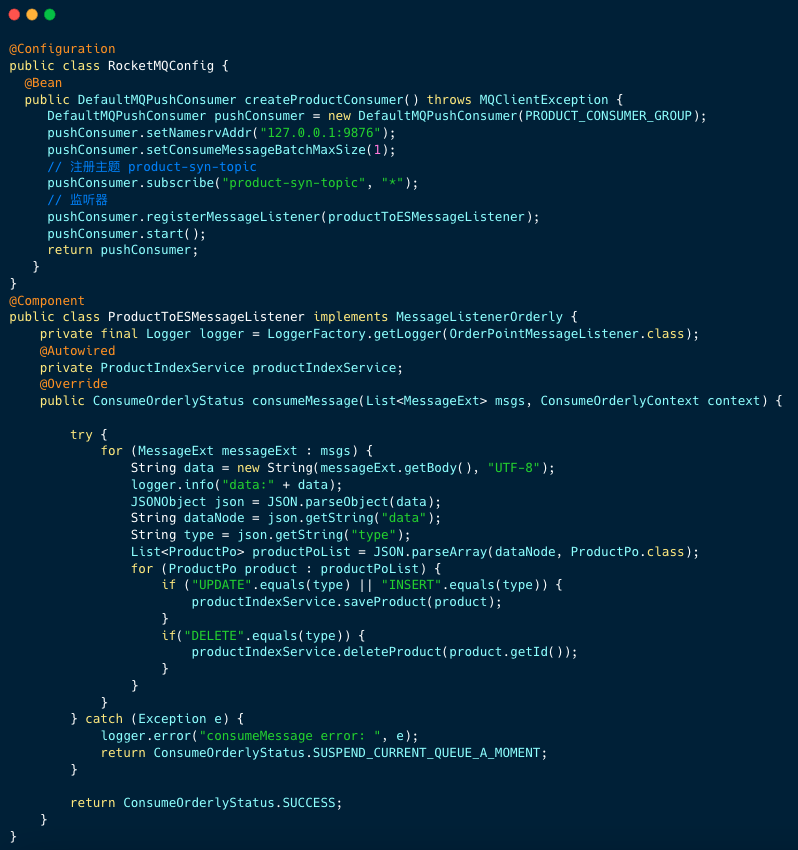 @Configuration
public class RocketMQConfig {
  @Bean
  public DefaultMQPushConsumer createProductConsumer() throws MQClientException {
     DefaultMQPushConsumer pushConsumer = new DefaultMQPushConsumer(PRODUCT_CONSUMER_GROUP);
     pushConsumer.setNamesrvAddr("127.0.0.1:9876");
     pushConsumer.setConsumeMessageBatchMaxSize(1);
     // 注册主题 product-syn-topic
     pushConsumer.subscribe("product-syn-topic", "*");
     // 监听器
     pushConsumer.registerMessageListener(productToESMessageListener);
     pushConsumer.start();
     return pushConsumer;
   }
}
@Component
public class ProductToESMessageListener implements MessageListenerOrderly {
    private final Logger logger = LoggerFactory.getLogger(OrderPointMessageListener.class);
    @Autowired
    private ProductIndexService productIndexService;
    @Override
    public ConsumeOrderlyStatus consumeMessage(List<MessageExt> msgs, ConsumeOrderlyContext context) {
        try {
            for (MessageExt messageExt : msgs) {
                String data = new String(messageExt.getBody(), "UTF-8");
                logger.info("data:" + data);
                JSONObject json = JSON.parseObject(data);
                String dataNode = json.getString("data");
                String type = json.getString("type");
                List<ProductPo> productPoList = JSON.parseArray(dataNode, ProductPo.class);
                for (ProductPo product : productPoList) {
                    if ("UPDATE".equals(type) || "INSERT".equals(type)) {
                        productIndexService.saveProduct(product);
                    }
                    if("DELETE".equals(type)) {
                        productIndexService.deleteProduct(product.getId());
                    }
                }
            }
        } catch (Exception e) {
            logger.error("consumeMessage error: ", e);
            return ConsumeOrderlyStatus.SUSPEND_CURRENT_QUEUE_A_MOMENT;
        }
        return ConsumeOrderlyStatus.SUCCESS;
    }
}